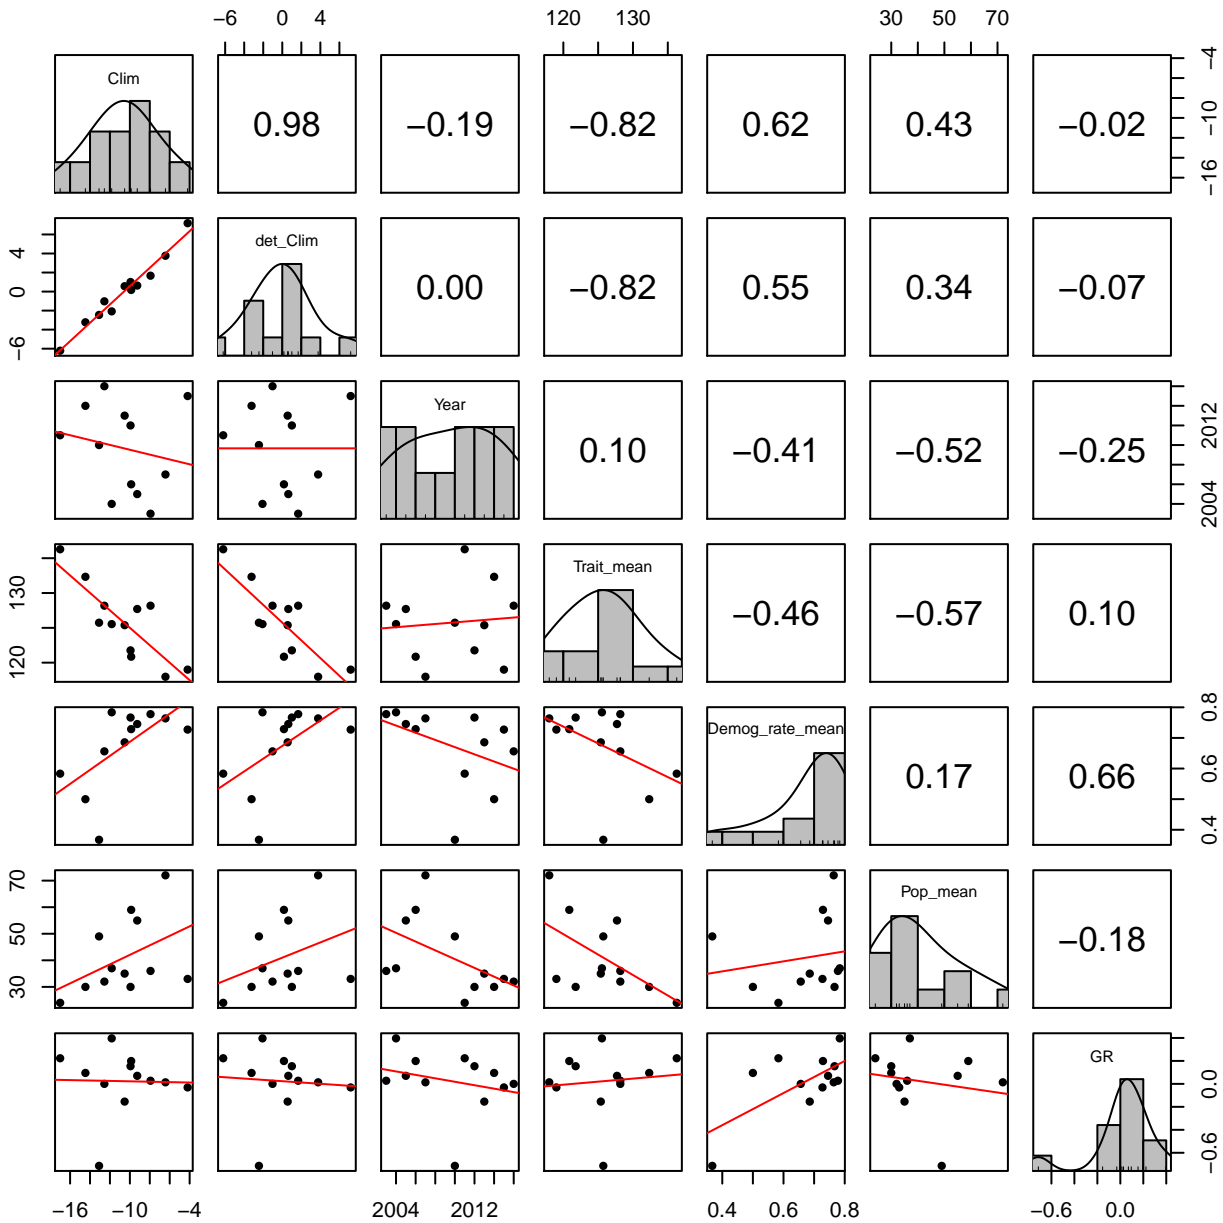 −6 0 4 120 130 30 50 70
Clim 0.98 −0.19 −0.82 0.62 0.43 −0.02 −16 −10 −4
−6 0 4 det_Clim 0.00 −0.82 0.55 0.34 −0.07
Year 0.10 −0.41 −0.52 −0.25 2004 2012
120 130 Trait_mean −0.46 −0.57 0.10
Demog_rate_mean 0.17 0.66 0.4 0.6 0.8
30 50 70 Pop_mean −0.18
GR −0.6 0.0
−16 −10 −4 2004 2012 0.4 0.6 0.8 −0.6 0.0